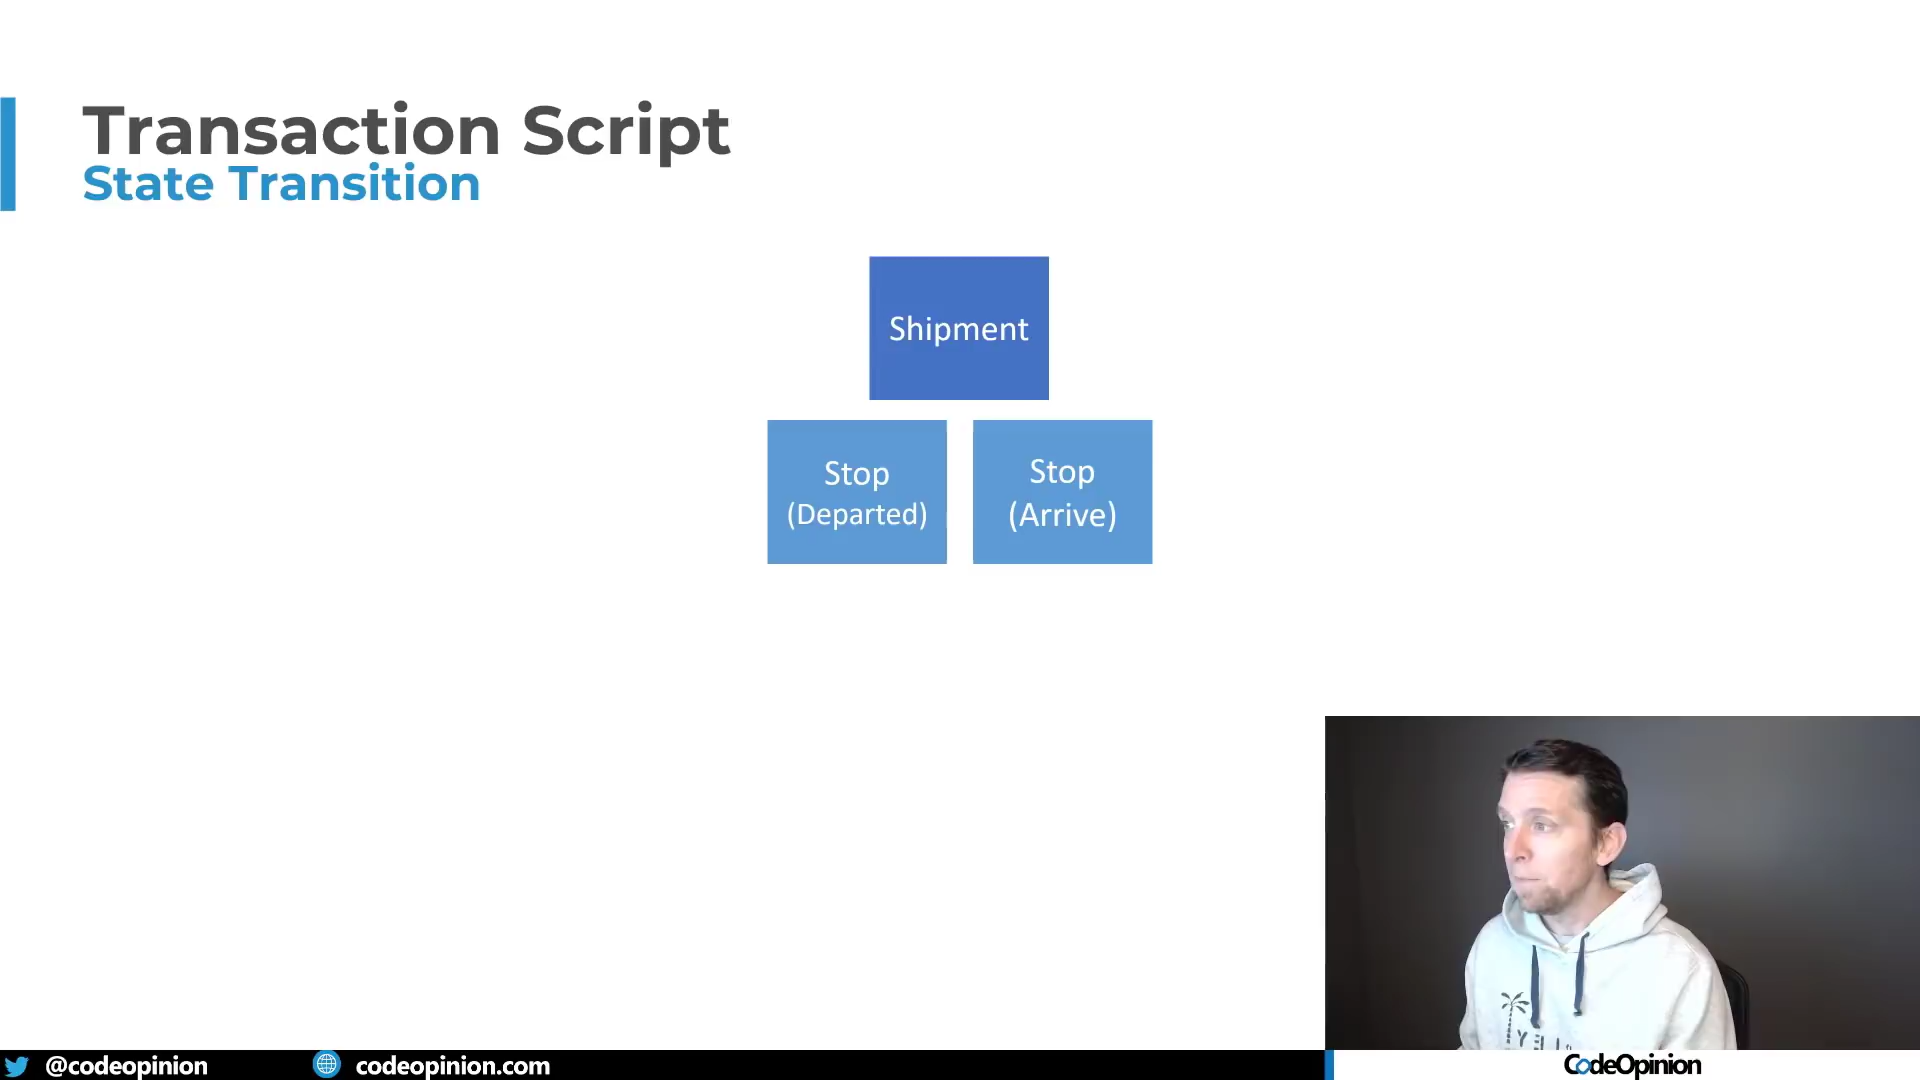 Transaction Script
State Transition
Shipment
Stop
(Departed)
Stop
(Arrive)
@codeopinion
codeopinion.com
CodeOpinion